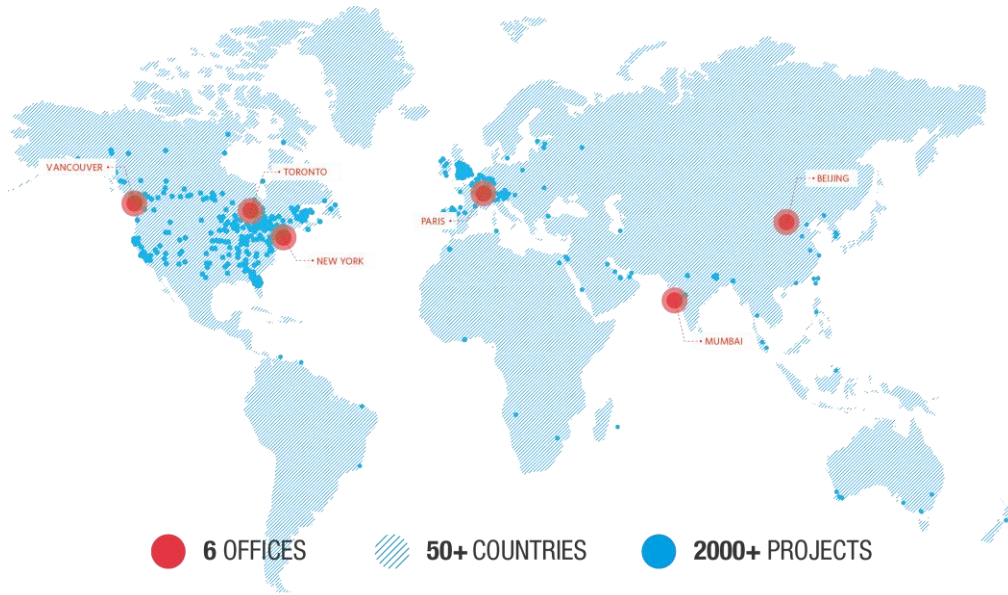 VANCOUVER
TORONTO
BEIJING
PARIS
NEW YORK
MUMBAI
6 OFFICES
50+ COUNTRIES
2000+ PROJECTS